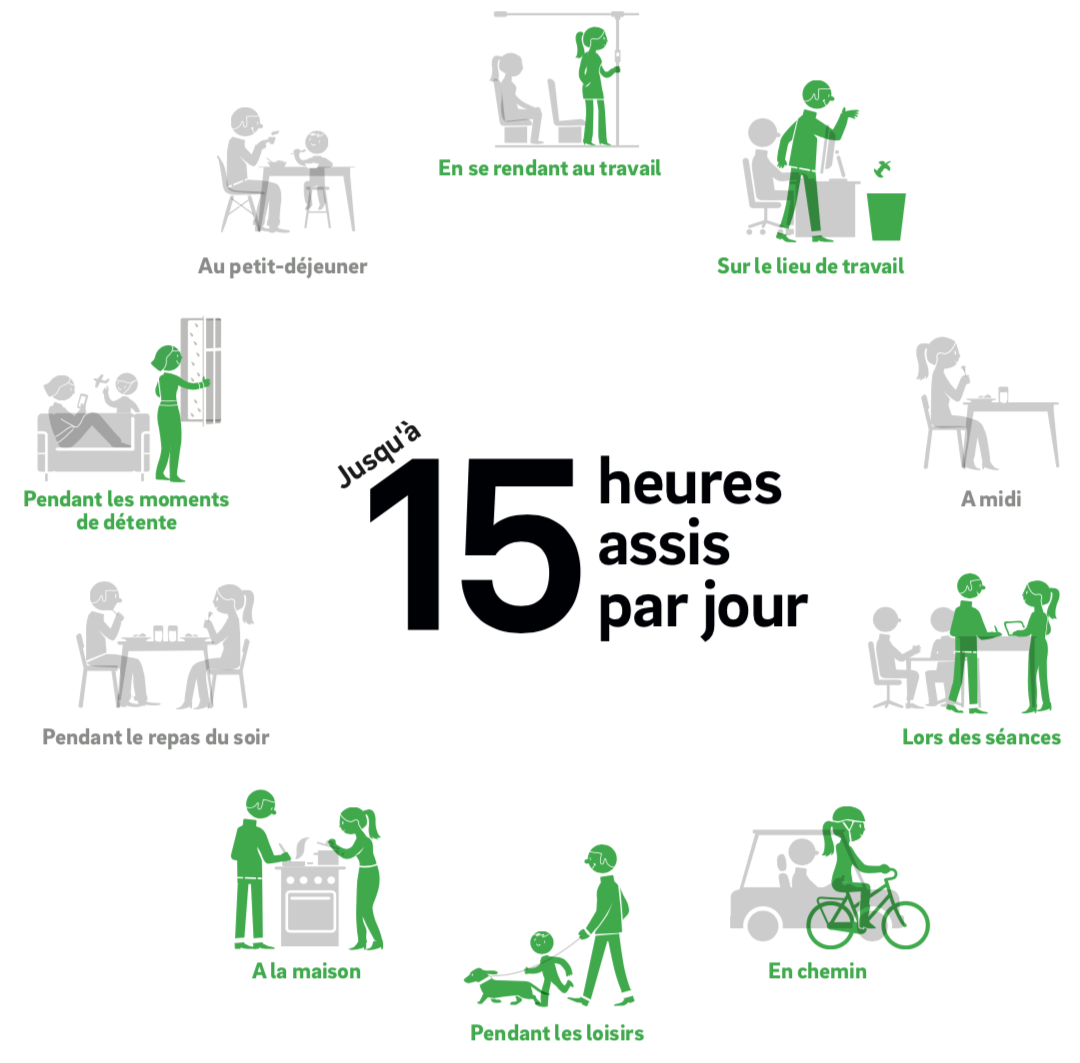 En se rendant au travail
Sur le lieu de travail
Au petit-déjeuner
A midi
Pendant les moments
de détente
Jusqu'à
15
heures
assis
par jour
Lors des séances
Pendant le repas du soir
A la maison
En chemin
Pendant les loisirs